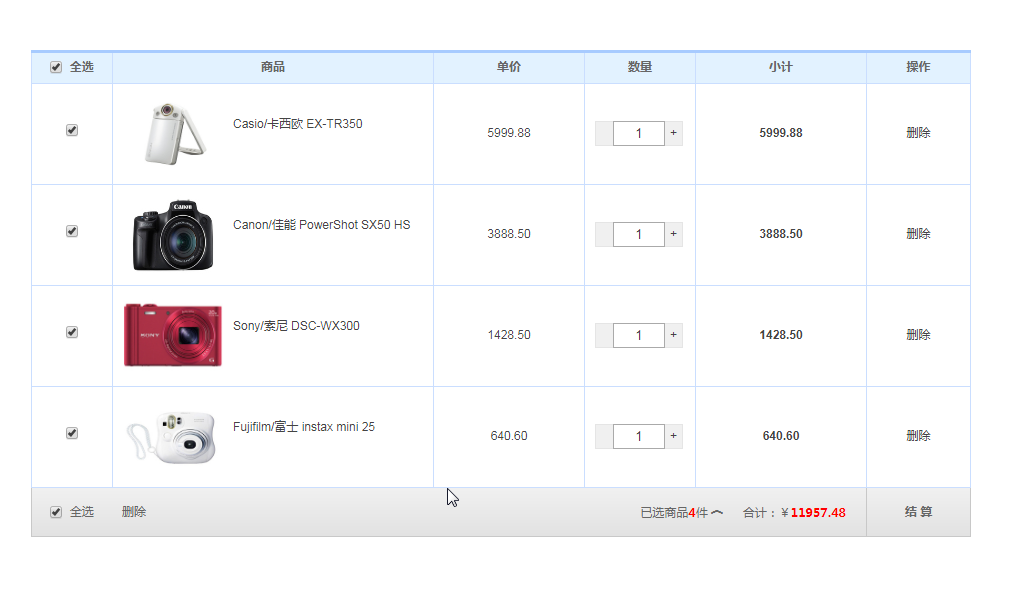 全选 商品 单价 数量 小计 操作
Casio/卡西欧 EX-TR350 5999.88 1 + 5999.88 删除
Canon
Canon/佳能 PowerShot SX50 HS 3888.50 1 + 3888.50 删除
SONY
Sony/索尼 DSC-WX300 1428.50 1 + 1428.50 删除
Fujifilm/富士 instax mini 25 640.60 1 + 640.60 删除
全选 删除 已选商品4件 合计：￥11957.48 结 算